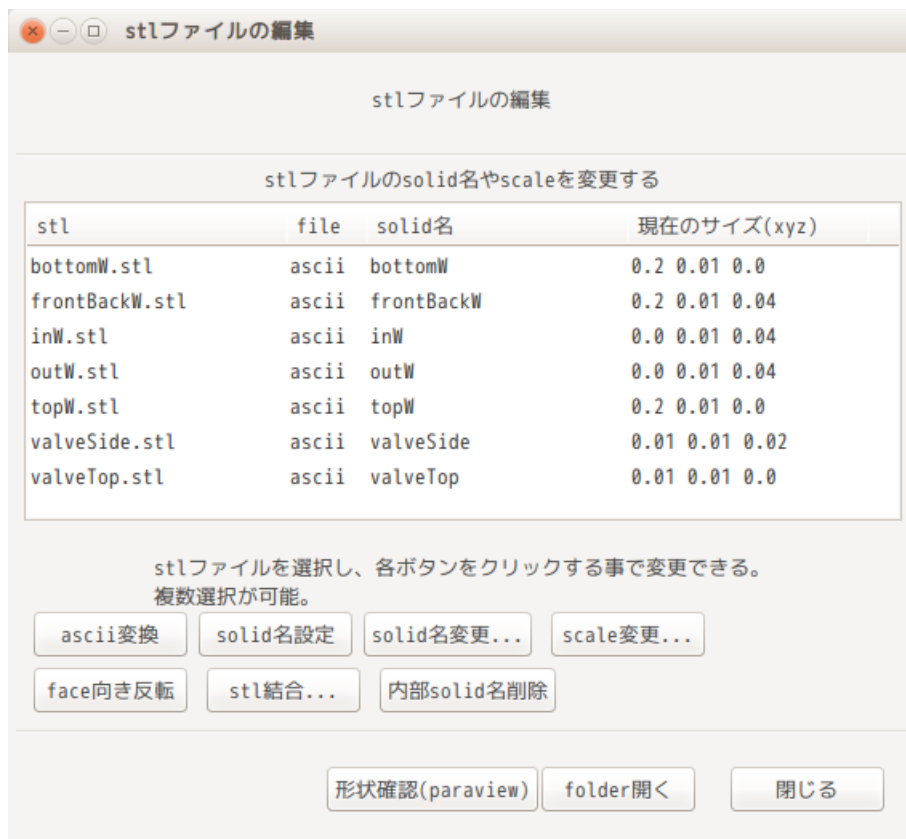 stlファイルの編集
stlファイルの編集
stlファイルのsolid名やscaleを変更する
stl file solid名 現在のサイズ(xyz)
bottomW.stl ascii bottomW 0.2 0.01 0.0
frontBackW.stl ascii frontBackW 0.2 0.01 0.04
inW.stl ascii inW 0.0 0.01 0.04
outW.stl ascii outW 0.0 0.01 0.04
topW.stl ascii topW 0.2 0.01 0.0
valveSide.stl ascii valveSide 0.01 0.01 0.02
valveTop.stl ascii valveTop 0.01 0.01 0.0
stlファイルを選択し、各ボタンをクリックする事で変更できる。
複数選択が可能。
ascii変換 solid名設定 solid名変更... scale変更...
face向き反転 stl結合... 内部solid名削除
形状確認(paraview) folder開く 閉じる